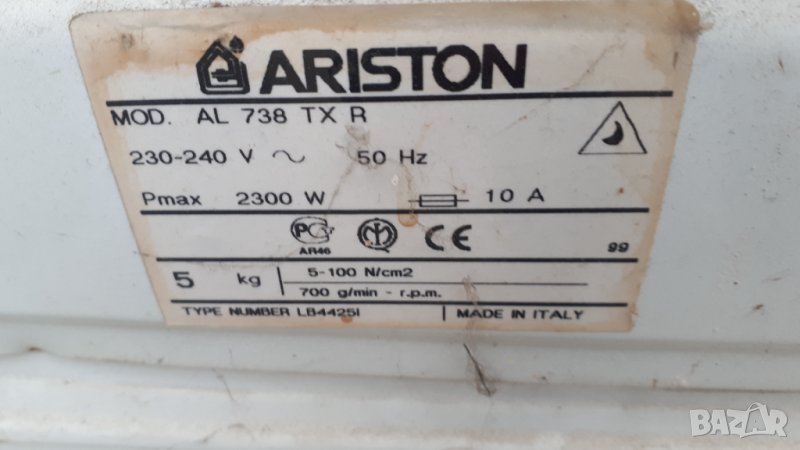 ARISTON
MOD. AL 738 TX R
230-240 V ~ 50 Hz
Pmax 2300 W 10 A
PC
AR46
CE
99
5 kg
5-100 N/cm2
700 g/min - r.p.m.
TYPE NUMBER LB4425I
MADE IN ITALY
BAZAR